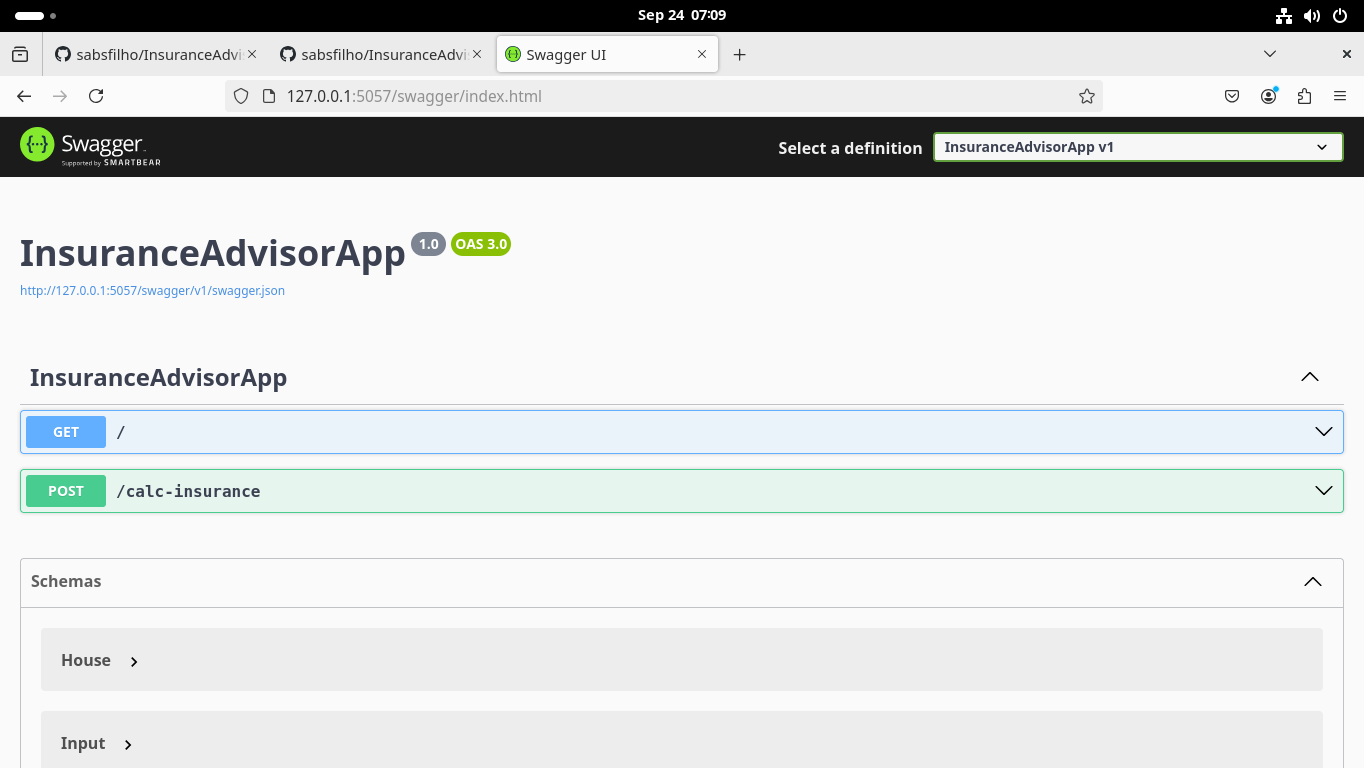 Sep 24 07:09
sabsfilho/InsuranceAdvi
sabsfilho/InsuranceAdvi
Swagger UI
127.0.0.1:5057/swagger/index.html
Swagger
Supported by SMARTBEAR
Select a definition
InsuranceAdvisorApp v1
InsuranceAdvisorApp 1.0 OAS 3.0
http://127.0.0.1:5057/swagger/v1/swagger.json
InsuranceAdvisorApp
GET /
POST /calc-insurance
Schemas
House
Input